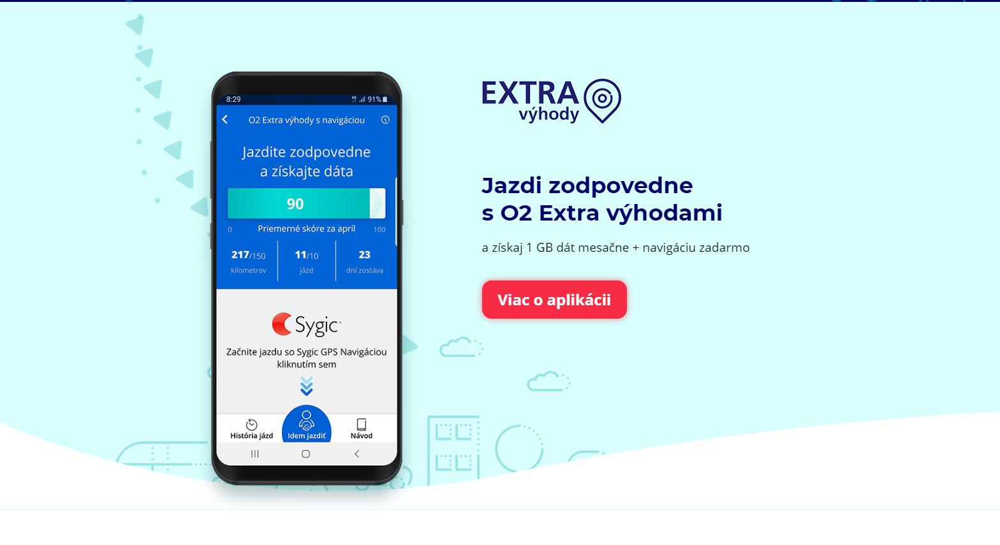 8:29
4G
91%
O2 Extra výhody s navigáciou
Jazdite zodpovedne
a získajte dáta
90
0
Priemerné skóre za apríl
100
217/150
11/10
23
kilometrov
jázd
dní zostáva
Sygic
Začnite jazdu so Sygic GPS Navigáciou
kliknutím sem
História jázd
Idem jazdiť
Návod
EXTRA
výhody
Jazdi zodpovedne
s O2 Extra výhodami
a získaj 1 GB dát mesačne + navigáciu zadarmo
Viac o aplikácii